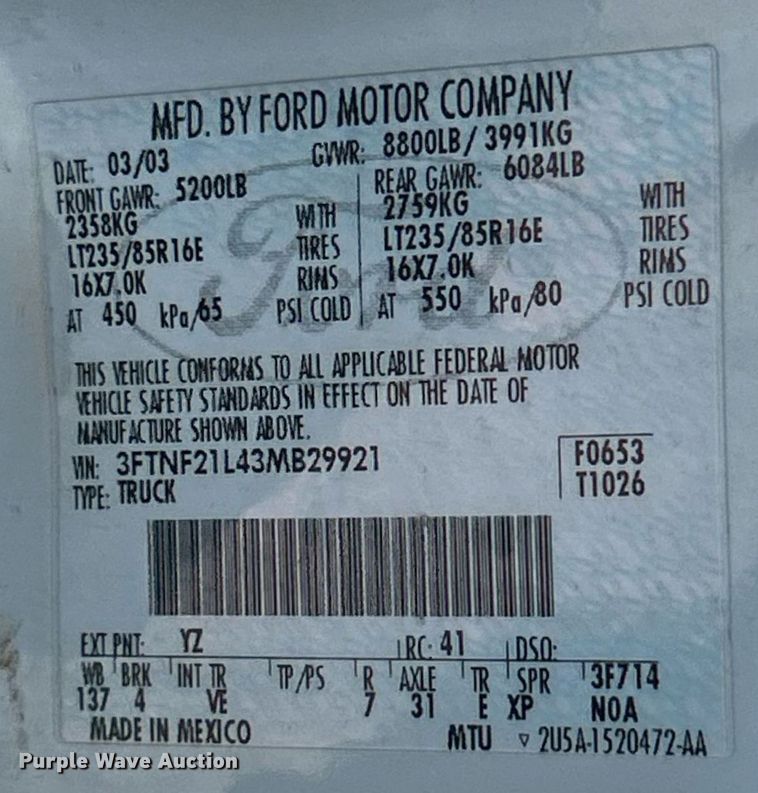 MFD. BY FORD MOTOR COMPANY
DATE: 03/03 GVWR: 8800LB / 3991KG
FRONT GAWR: 5200LB REAR GAWR: 6084LB
2358KG WITH 2759KG WITH
LT235/85R16E TIRES LT235/85R16E TIRES
16X7.0K RIMS 16X7.0K RIMS
AT 450 kPa/65 PSI COLD AT 550 kPa/80 PSI COLD
THIS VEHICLE CONFORMS TO ALL APPLICABLE FEDERAL MOTOR
VEHICLE SAFETY STANDARDS IN EFFECT ON THE DATE OF
MANUFACTURE SHOWN ABOVE.
VIN: 3FTNF21L43MB29921 F0653
TYPE: TRUCK T1026
Ford
EXT PNT: YZ RC: 41 DSO:
WB BRK INT TR TP/PS R AXLE TR SPR 3F714
137 4 VE 7 31 E XP N0A
MADE IN MEXICO MTU 2U5A-1520472-AA
Purple Wave Auction